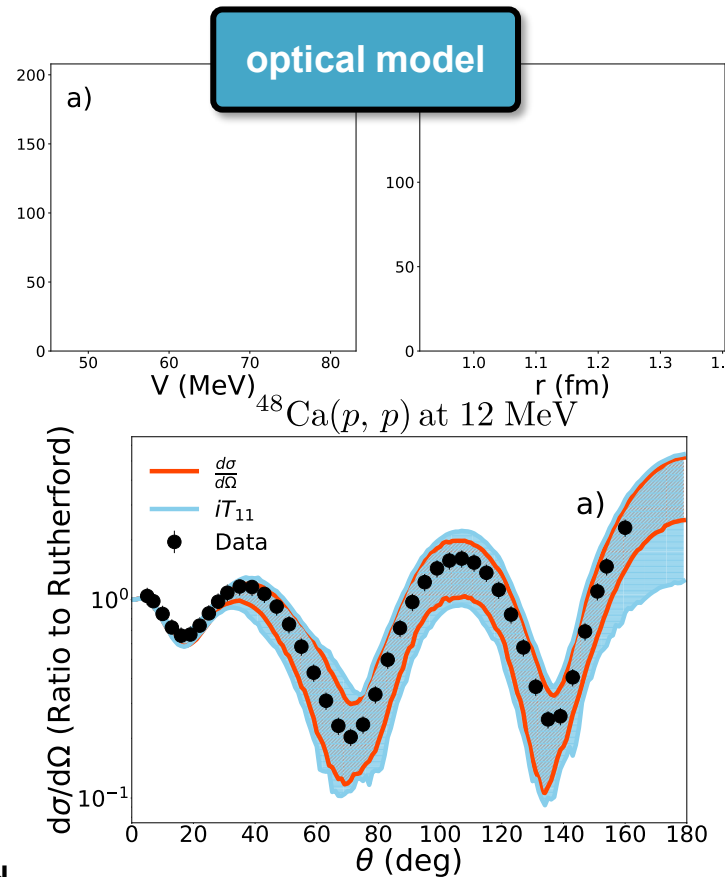 optical model
a)
200
150
100
50
0
50 60 70 80
V (MeV)
100
50
0
1.0 1.1 1.2 1.3
r (fm)
⁴⁸Ca(p, p) at 12 MeV
dσ/dΩ
iT₁₁
Data
a)
10⁰
10⁻¹
dσ/dΩ (Ratio to Rutherford)
0 20 40 60 80 100 120 140 160 180
θ (deg)